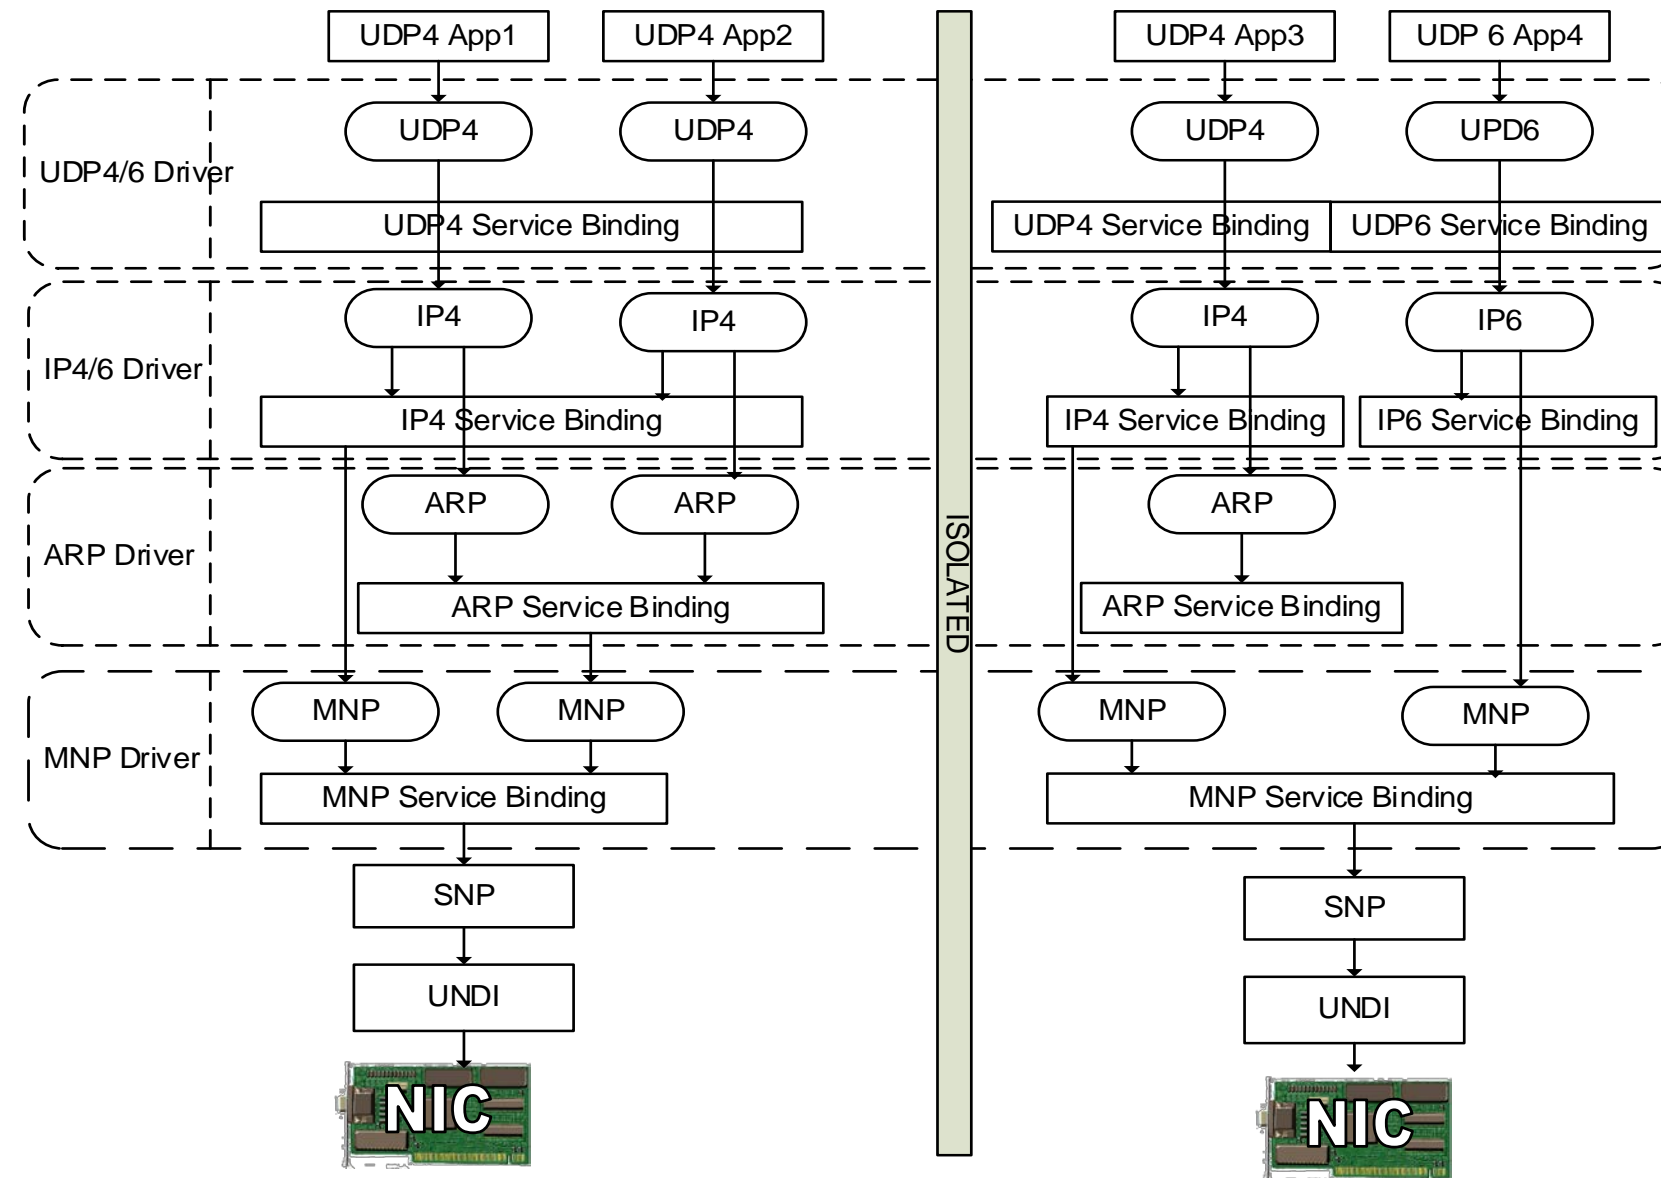 UDP4 App1
UDP4 App2
UDP4 App3
UDP 6 App4
UDP4/6 Driver
UDP4
UDP4
UDP4
UPD6
UDP4 Service Binding
UDP4 Service Binding
UDP6 Service Binding
IP4/6 Driver
IP4
IP4
IP4
IP6
IP4 Service Binding
IP4 Service Binding
IP6 Service Binding
ARP Driver
ARP
ARP
ARP
ARP Service Binding
ARP Service Binding
ISOLATED
MNP Driver
MNP
MNP
MNP
MNP
MNP Service Binding
MNP Service Binding
SNP
SNP
UNDI
UNDI
NIC
NIC